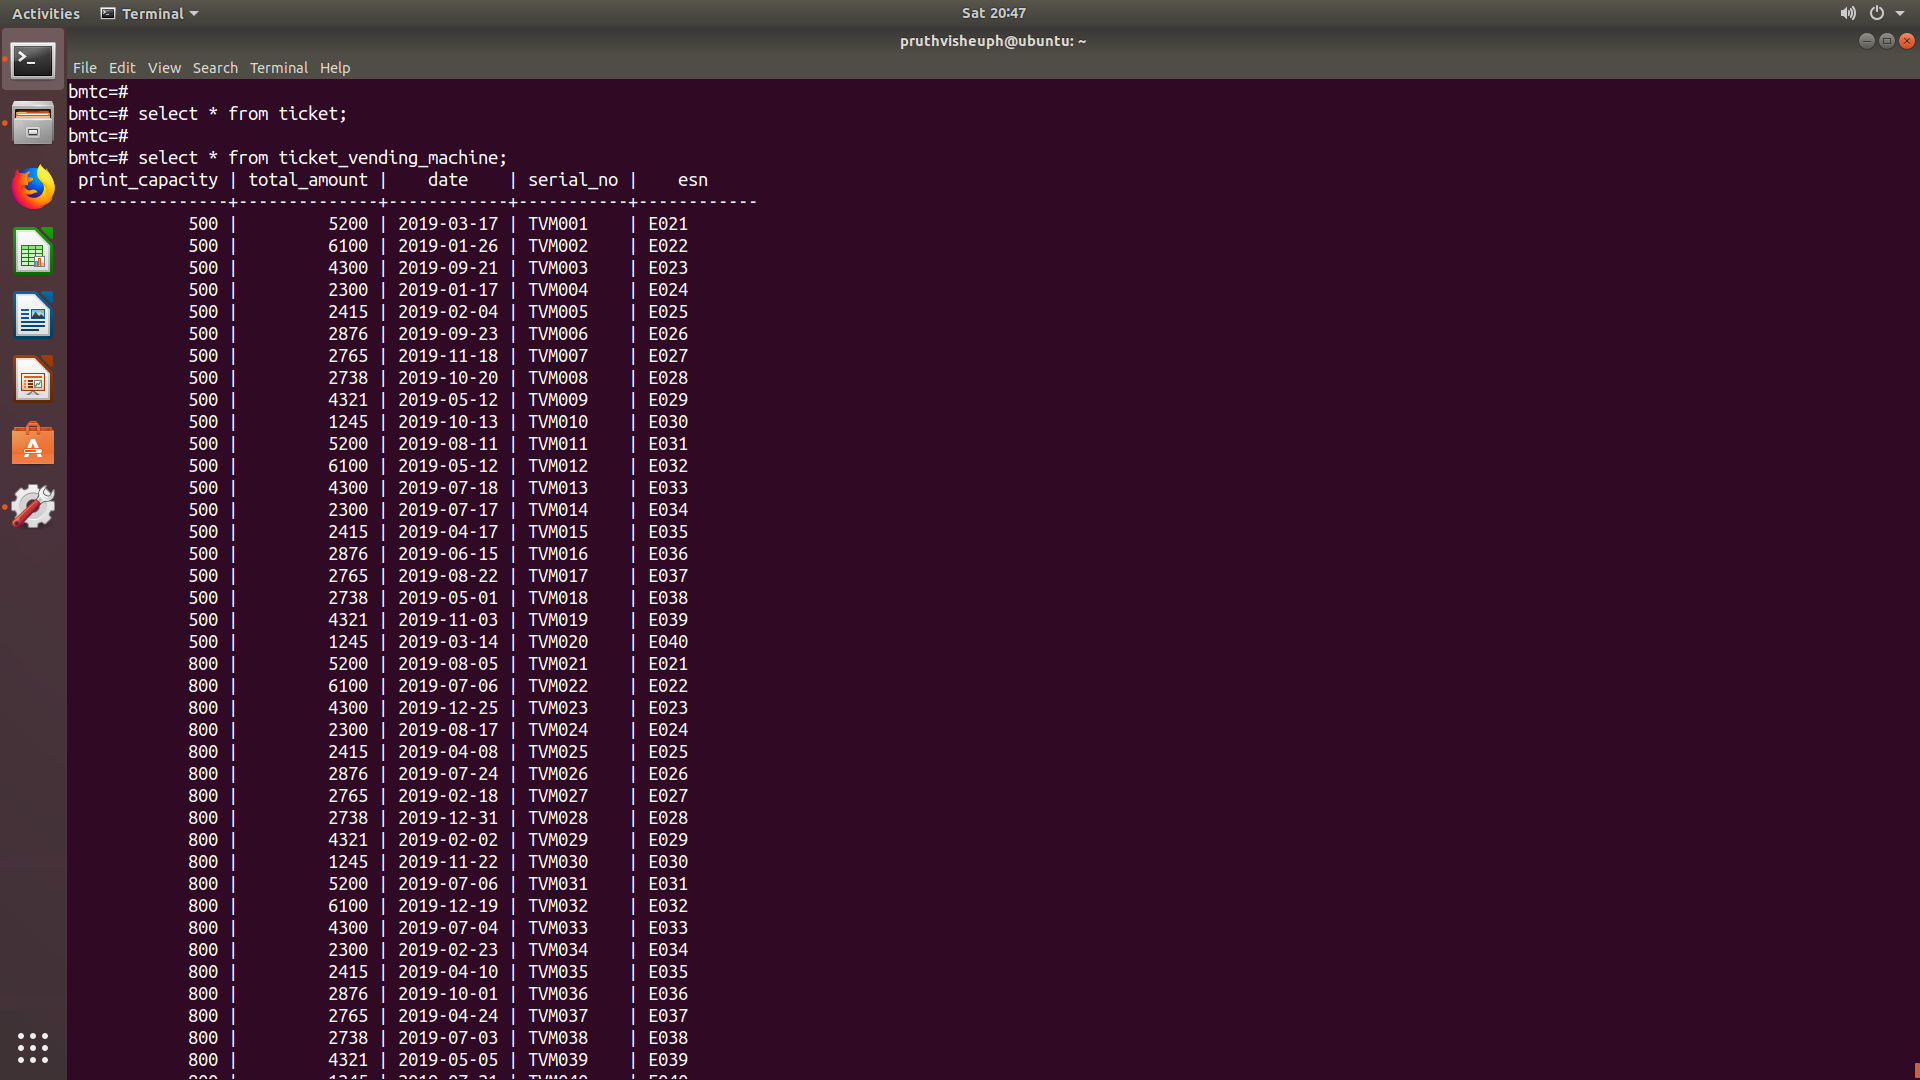 Activities Terminal Sat 20:47
pruthvisheuph@ubuntu: ~
File Edit View Search Terminal Help
bmtc=#
bmtc=# select * from ticket;
bmtc=#
bmtc=# select * from ticket_vending_machine;
 print_capacity | total_amount |    date    | serial_no |    esn
----------------+--------------+------------+-----------+------------
            500 |         5200 | 2019-03-17 | TVM001    | E021
            500 |         6100 | 2019-01-26 | TVM002    | E022
            500 |         4300 | 2019-09-21 | TVM003    | E023
            500 |         2300 | 2019-01-17 | TVM004    | E024
            500 |         2415 | 2019-02-04 | TVM005    | E025
            500 |         2876 | 2019-09-23 | TVM006    | E026
            500 |         2765 | 2019-11-18 | TVM007    | E027
            500 |         2738 | 2019-10-20 | TVM008    | E028
            500 |         4321 | 2019-05-12 | TVM009    | E029
            500 |         1245 | 2019-10-13 | TVM010    | E030
            500 |         5200 | 2019-08-11 | TVM011    | E031
            500 |         6100 | 2019-05-12 | TVM012    | E032
            500 |         4300 | 2019-07-18 | TVM013    | E033
            500 |         2300 | 2019-07-17 | TVM014    | E034
            500 |         2415 | 2019-04-17 | TVM015    | E035
            500 |         2876 | 2019-06-15 | TVM016    | E036
            500 |         2765 | 2019-08-22 | TVM017    | E037
            500 |         2738 | 2019-05-01 | TVM018    | E038
            500 |         4321 | 2019-11-03 | TVM019    | E039
            500 |         1245 | 2019-03-14 | TVM020    | E040
            800 |         5200 | 2019-08-05 | TVM021    | E021
            800 |         6100 | 2019-07-06 | TVM022    | E022
            800 |         4300 | 2019-12-25 | TVM023    | E023
            800 |         2300 | 2019-08-17 | TVM024    | E024
            800 |         2415 | 2019-04-08 | TVM025    | E025
            800 |         2876 | 2019-07-24 | TVM026    | E026
            800 |         2765 | 2019-02-18 | TVM027    | E027
            800 |         2738 | 2019-12-31 | TVM028    | E028
            800 |         4321 | 2019-02-02 | TVM029    | E029
            800 |         1245 | 2019-11-22 | TVM030    | E030
            800 |         5200 | 2019-07-06 | TVM031    | E031
            800 |         6100 | 2019-12-19 | TVM032    | E032
            800 |         4300 | 2019-07-04 | TVM033    | E033
            800 |         2300 | 2019-02-23 | TVM034    | E034
            800 |         2415 | 2019-04-10 | TVM035    | E035
            800 |         2876 | 2019-10-01 | TVM036    | E036
            800 |         2765 | 2019-04-24 | TVM037    | E037
            800 |         2738 | 2019-07-03 | TVM038    | E038
            800 |         4321 | 2019-05-05 | TVM039    | E039